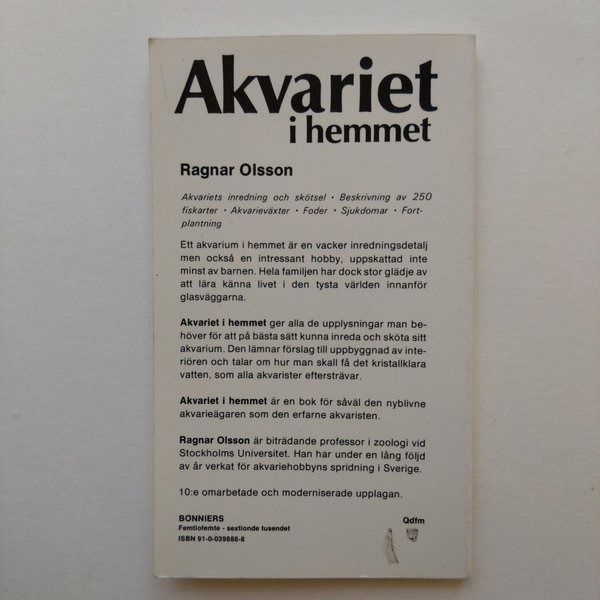 Akvariet
i hemmet
Ragnar Olsson
Akvariets inredning och skötsel • Beskrivning av 250
fiskarter • Akvarieväxter • Foder • Sjukdomar • Fort-
plantning
Ett akvarium i hemmet är en vacker inredningsdetalj
men också en intressant hobby, uppskattad inte
minst av barnen. Hela familjen har dock stor glädje av
att lära känna livet i den tysta världen innanför
glasväggarna.
Akvariet i hemmet ger alla de upplysningar man be-
höver för att på bästa sätt kunna inreda och sköta sitt
akvarium. Den lämnar förslag till uppbyggnad av inte-
riören och talar om hur man skall få det kristallklara
vatten, som alla akvarister eftersträvar.
Akvariet i hemmet är en bok för såväl den nyblivne
akvarieägaren som den erfarne akvaristen.
Ragnar Olsson är biträdande professor i zoologi vid
Stockholms Universitet. Han har under en lång följd
av år verkat för akvariehobbyns spridning i Sverige.
10:e omarbetade och moderniserade upplagan.
BONNIERS Qdfm
Femtiofemte - sextionde tusendet
ISBN 91-0-039888-8